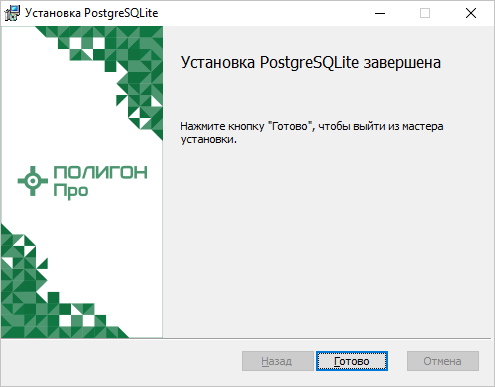 Установка PostgreSQLite
Установка PostgreSQLite завершена
Нажмите кнопку "Готово", чтобы выйти из мастера
установки.
ПОЛИГОН
Про
Назад
Готово
Отмена